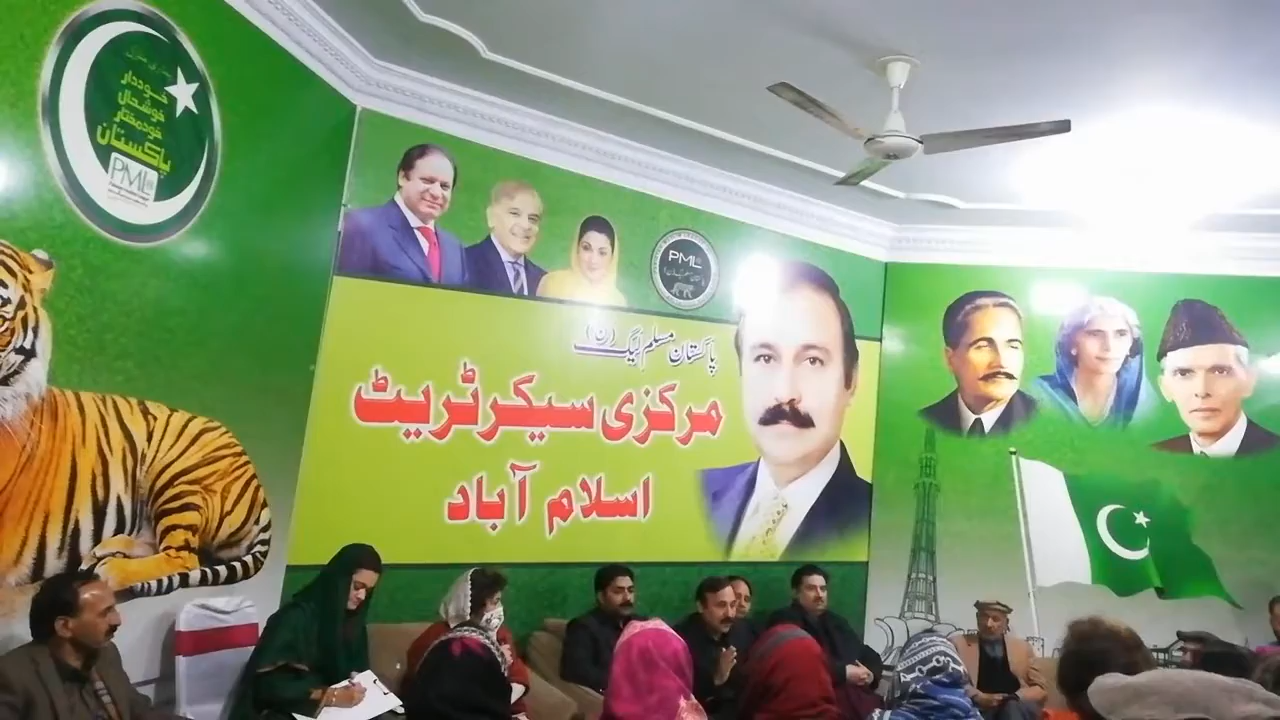 خوددار
خوشحال
خودمختار
پاکستان
PML
PML
پاکستان مسلم لیگ (ن)
مرکزی سیکرٹریٹ
اسلام آباد